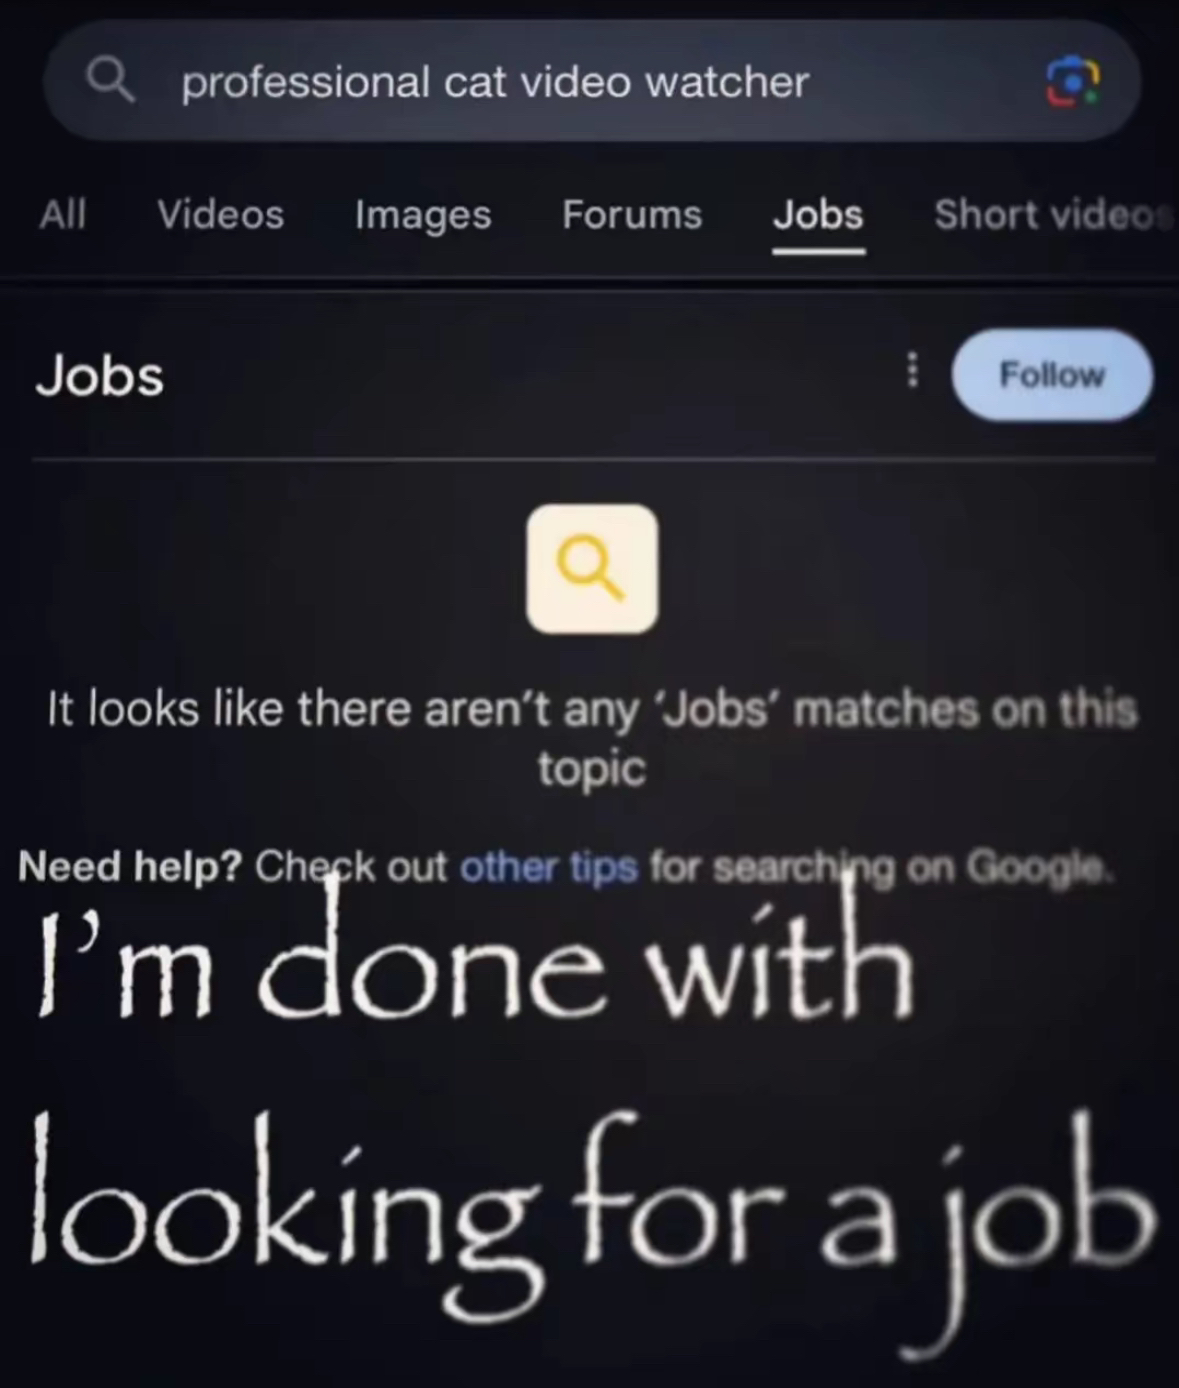 professional cat video watcher
All Videos Images Forums Jobs Short videos
Jobs Follow
It looks like there aren't any 'Jobs' matches on this
topic
Need help? Check out other tips for searching on Google.
I'm done with
looking for a job